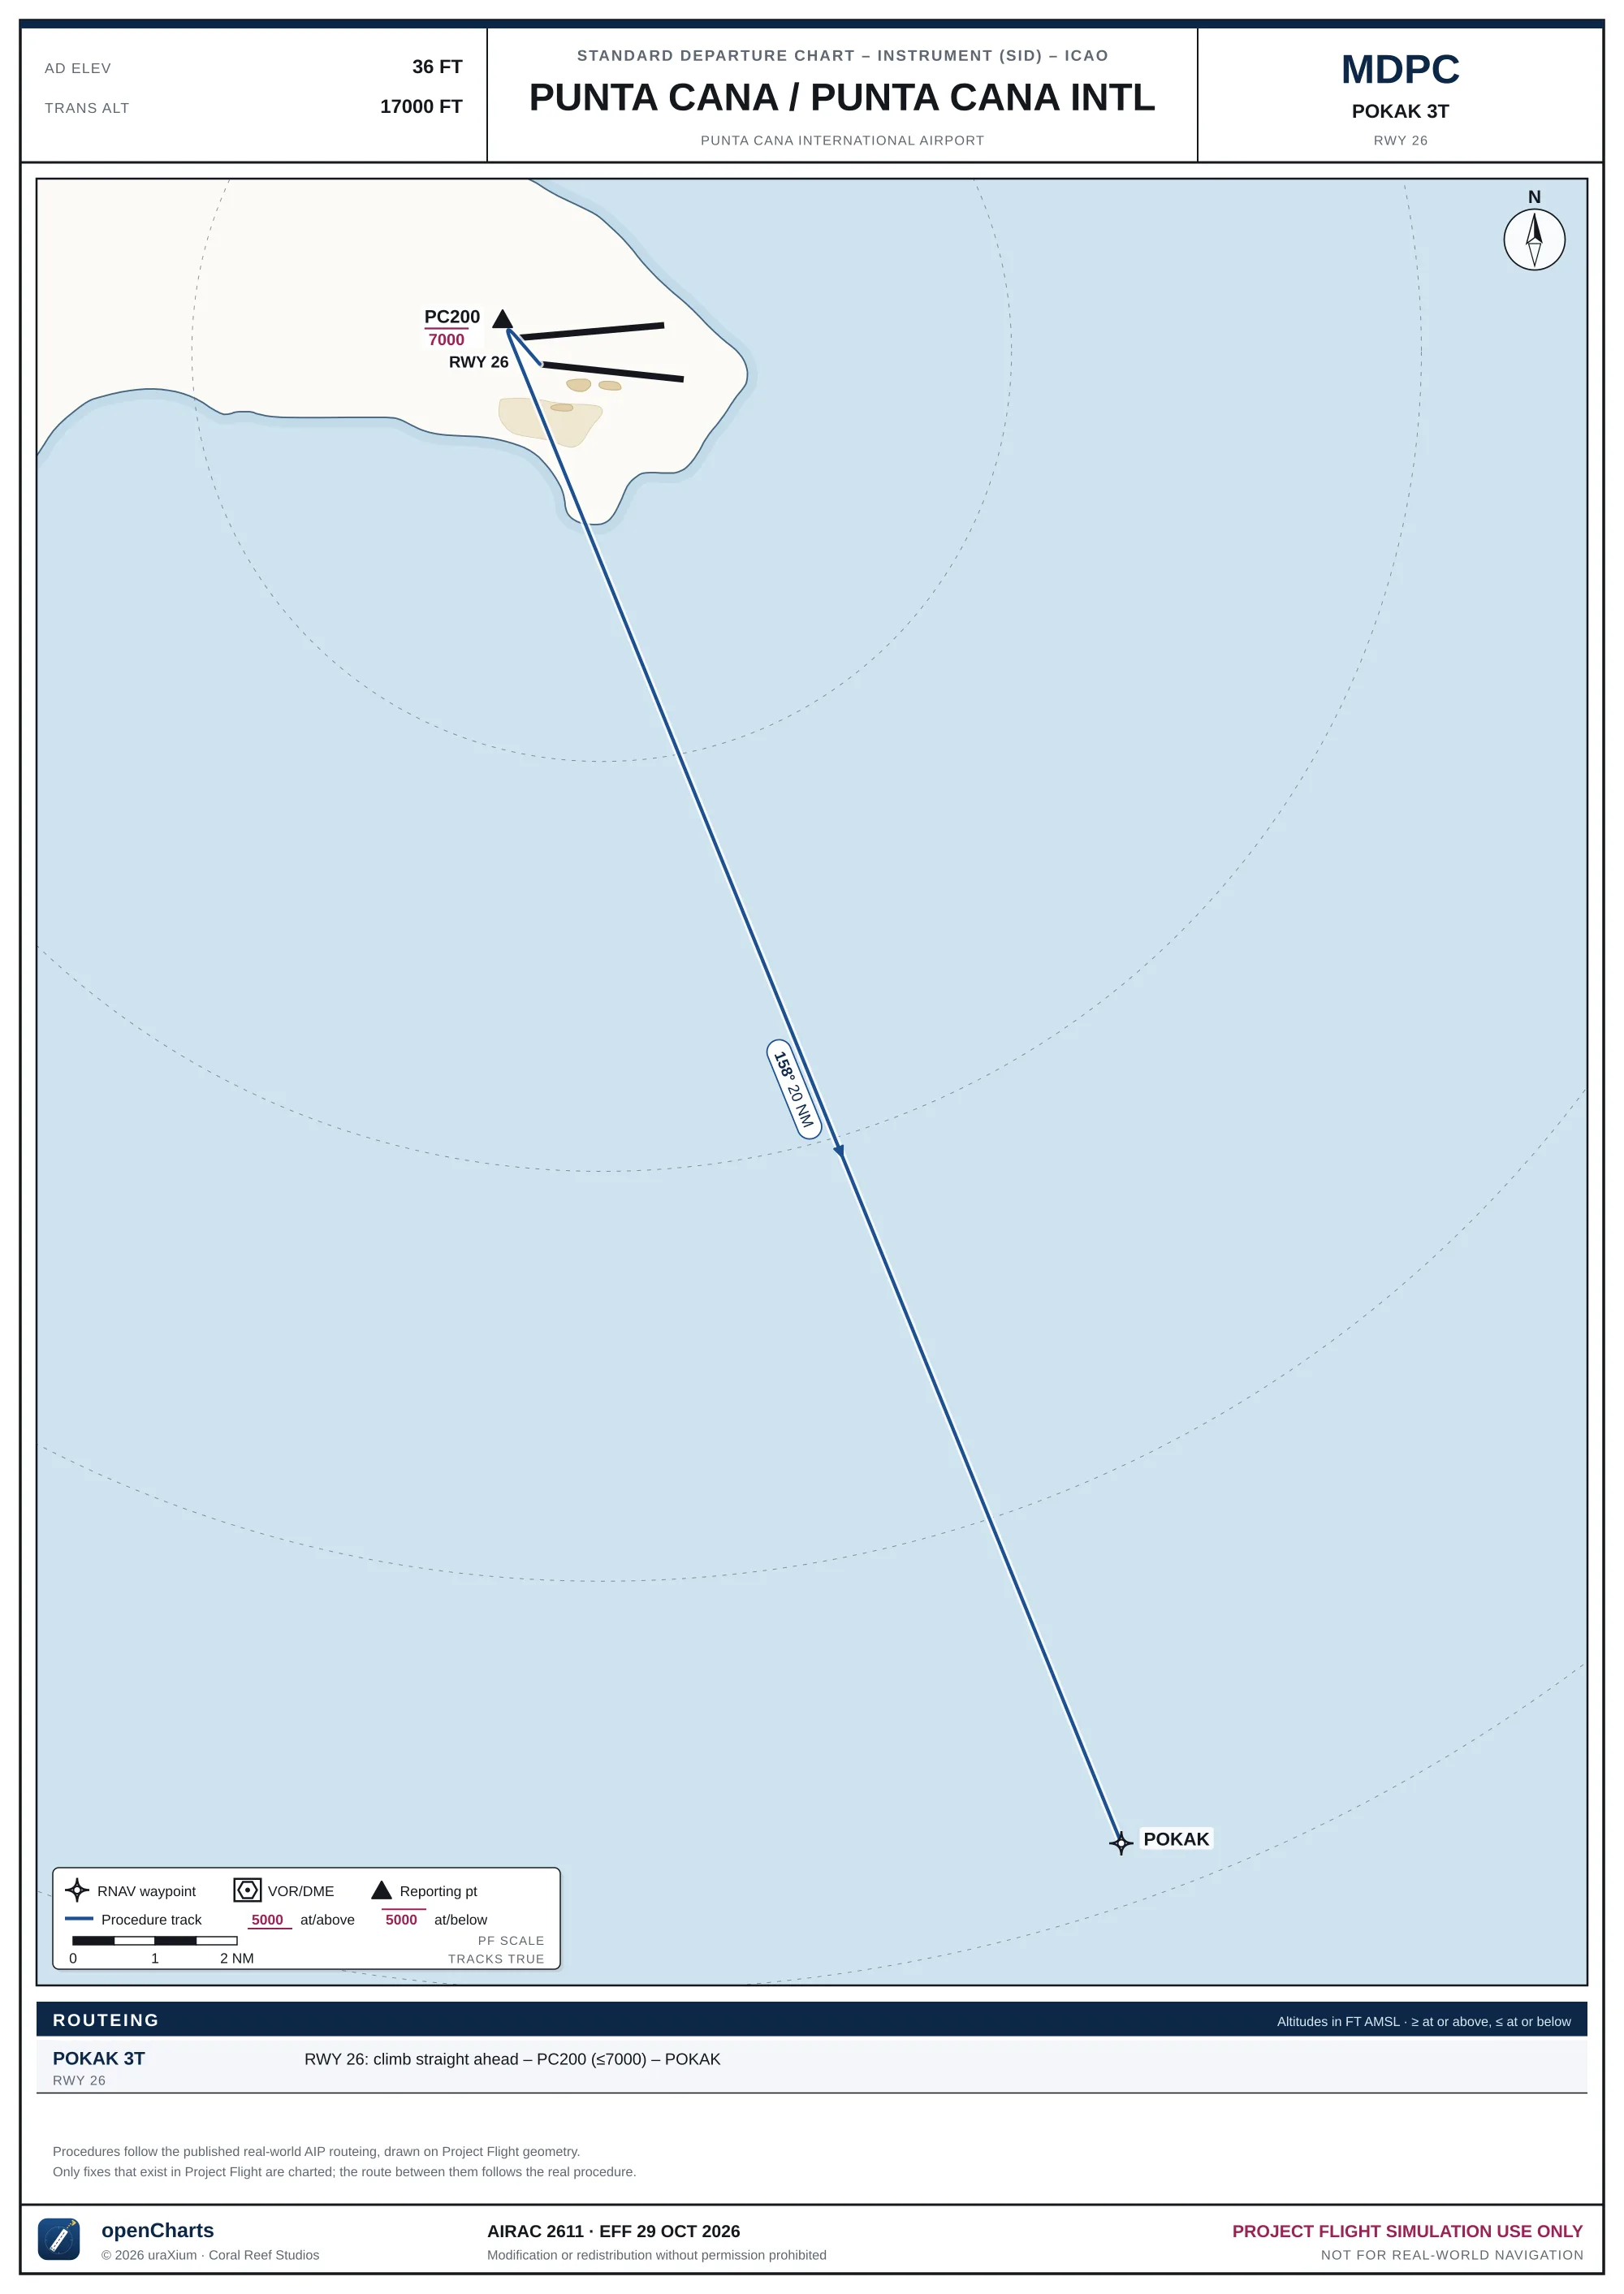 AD ELEV 36 FT
TRANS ALT 17000 FT
STANDARD DEPARTURE CHART – INSTRUMENT (SID) – ICAO
PUNTA CANA / PUNTA CANA INTL
PUNTA CANA INTERNATIONAL AIRPORT
MDPC
POKAK 3T
RWY 26
N
PC200
7000
RWY 26
158° 20 NM
POKAK
RNAV waypoint VOR/DME Reporting pt
Procedure track 5000 at/above 5000 at/below
PF SCALE
0 1 2 NM TRACKS TRUE
ROUTEING Altitudes in FT AMSL · ≥ at or above, ≤ at or below
POKAK 3T RWY 26: climb straight ahead – PC200 (≤7000) – POKAK
RWY 26
Procedures follow the published real-world AIP routeing, drawn on Project Flight geometry.
Only fixes that exist in Project Flight are charted; the route between them follows the real procedure.
openCharts
© 2026 uraXium · Coral Reef Studios
AIRAC 2611 · EFF 29 OCT 2026
Modification or redistribution without permission prohibited
PROJECT FLIGHT SIMULATION USE ONLY
NOT FOR REAL-WORLD NAVIGATION